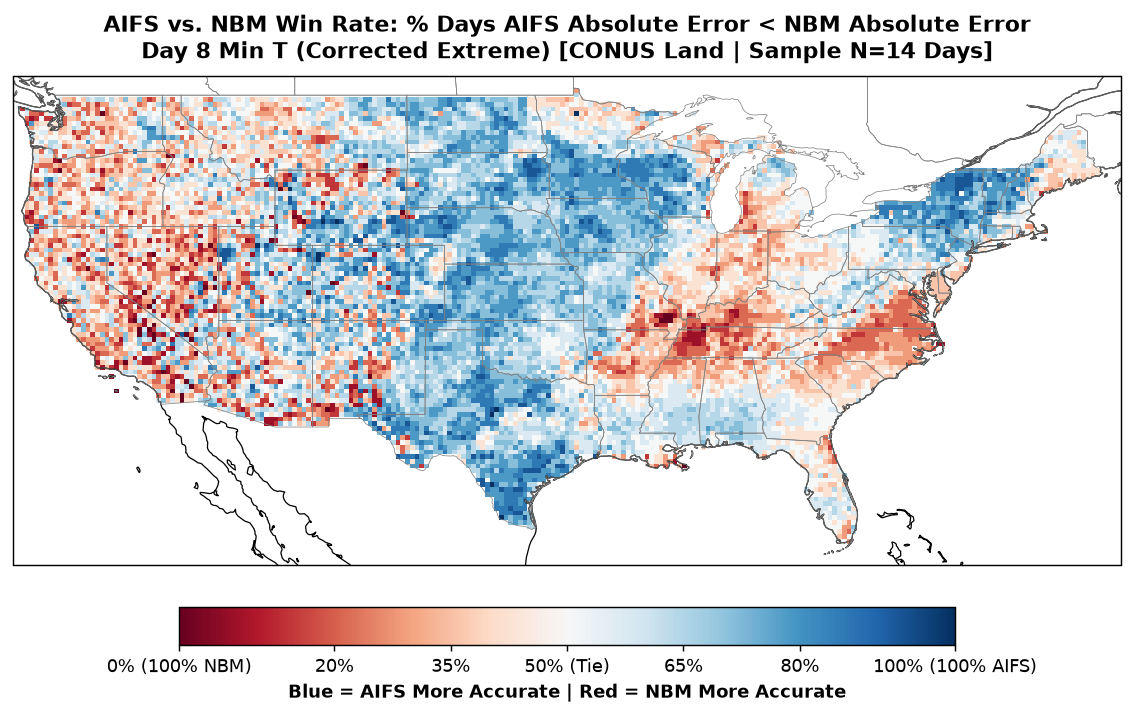 AIFS vs. NBM Win Rate: % Days AIFS Absolute Error < NBM Absolute Error
Day 8 Min T (Corrected Extreme) [CONUS Land | Sample N=14 Days]
0% (100% NBM) 20% 35% 50% (Tie) 65% 80% 100% (100% AIFS)
Blue = AIFS More Accurate | Red = NBM More Accurate